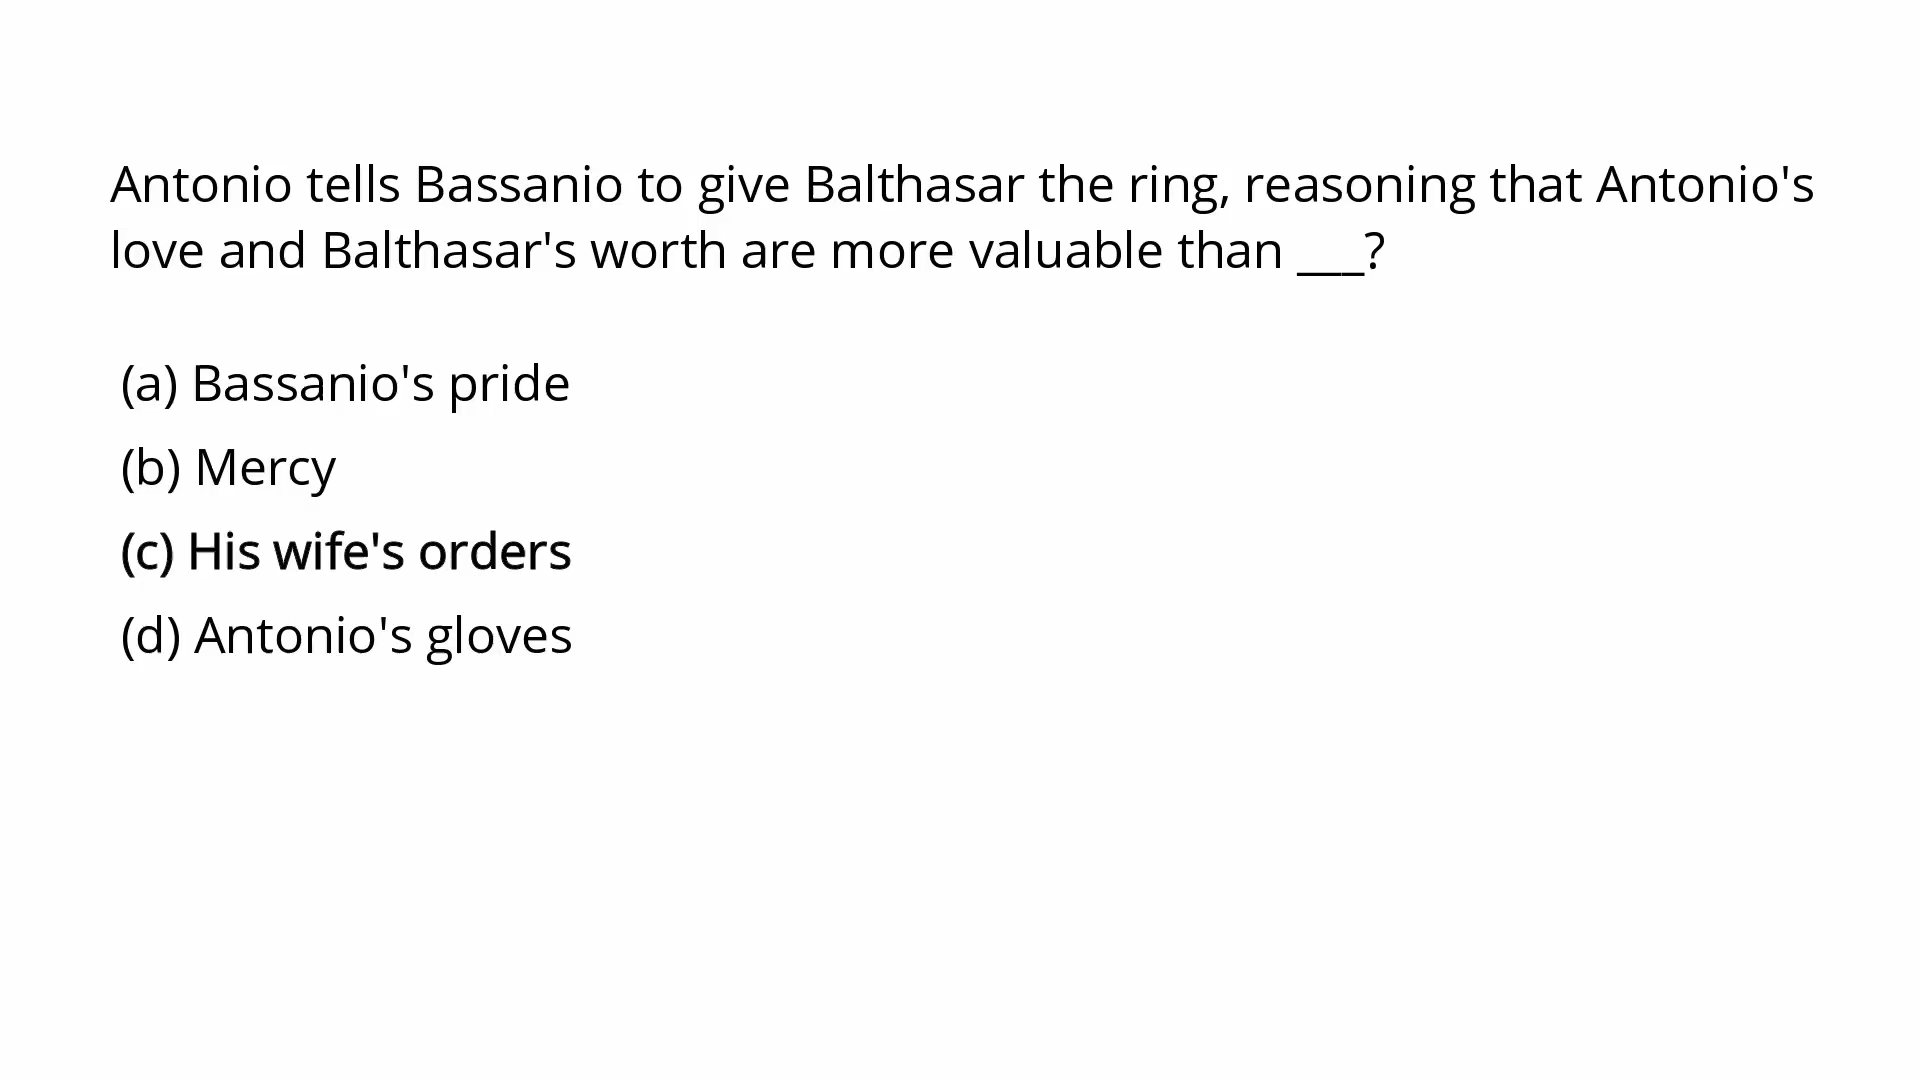 Antonio tells Bassanio to give Balthasar the ring, reasoning that Antonio's
love and Balthasar's worth are more valuable than ___?
(a) Bassanio's pride
(b) Mercy
(c) His wife's orders
(d) Antonio's gloves